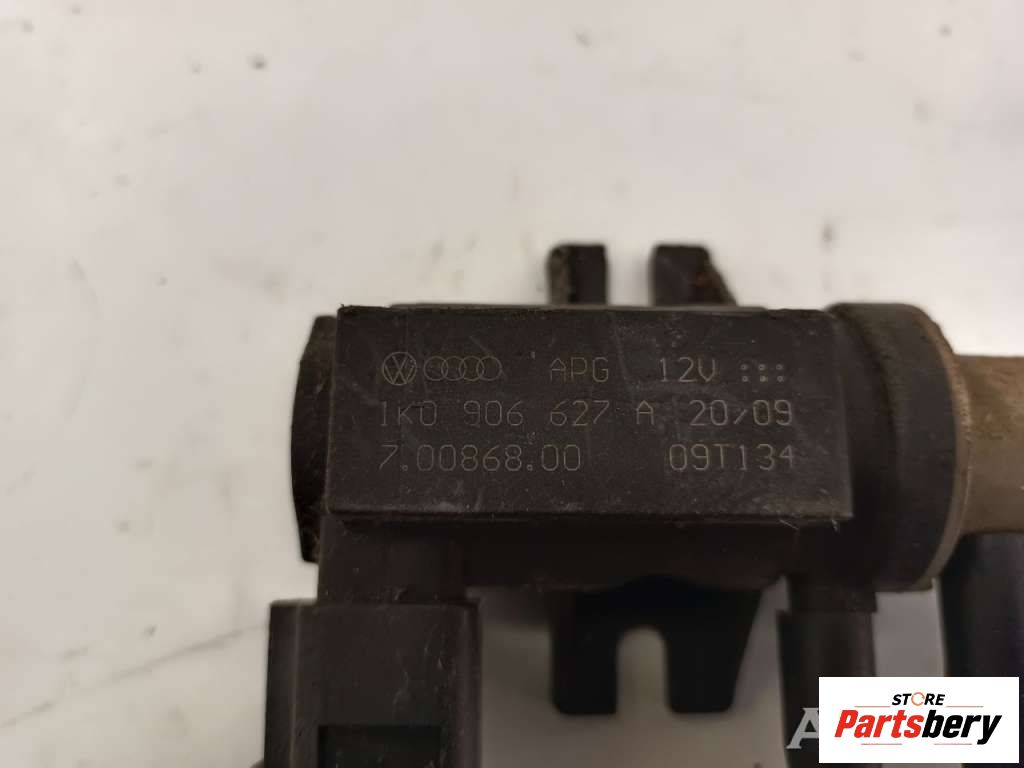 APG 12V
1K0 906 627 A 20/09
7.00868.00 09T134
STORE
Partsbery